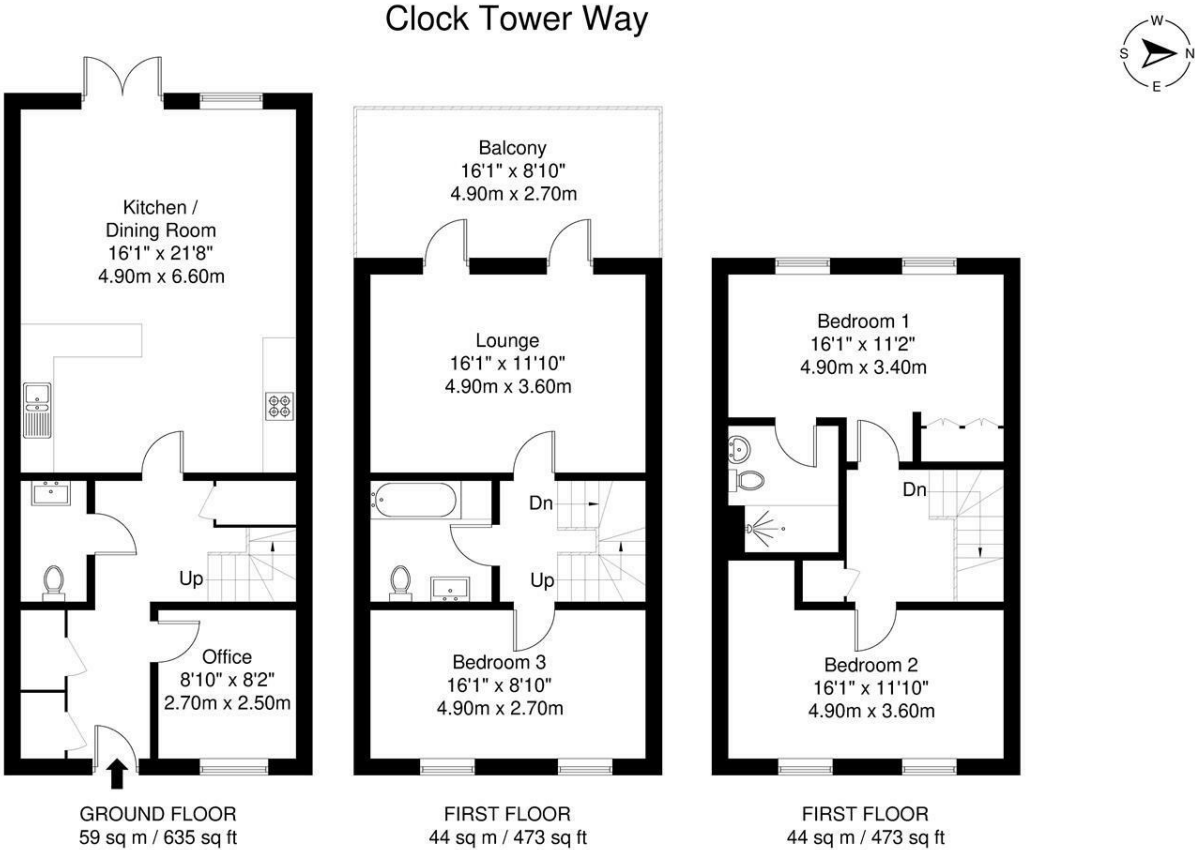 Clock Tower Way
W
S N
E
Kitchen /
Dining Room
16'1" x 21'8"
4.90m x 6.60m
Up
Office
8'10" x 8'2"
2.70m x 2.50m
GROUND FLOOR
59 sq m / 635 sq ft
Balcony
16'1" x 8'10"
4.90m x 2.70m
Lounge
16'1" x 11'10"
4.90m x 3.60m
Dn
Up
Bedroom 3
16'1" x 8'10"
4.90m x 2.70m
FIRST FLOOR
44 sq m / 473 sq ft
Bedroom 1
16'1" x 11'2"
4.90m x 3.40m
Dn
Bedroom 2
16'1" x 11'10"
4.90m x 3.60m
FIRST FLOOR
44 sq m / 473 sq ft